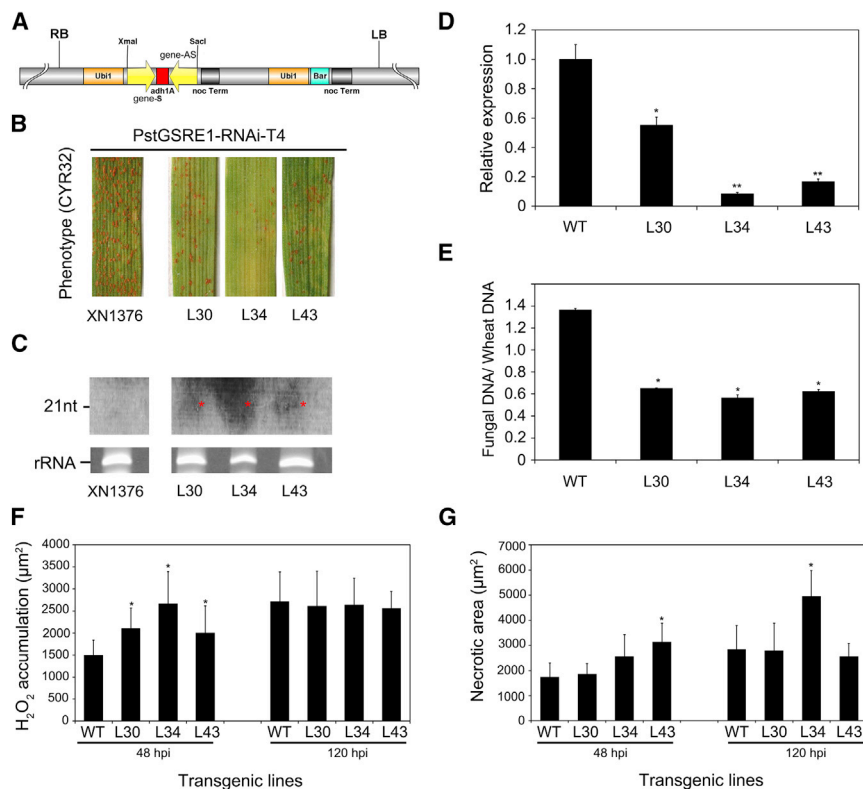 A
RB
XmaI
gene-AS
SacI
LB
Ubi1
adh1A
gene-S
noc Term
Ubi1
Bar
noc Term
B
PstGSRE1-RNAi-T4
Phenotype (CYR32)
XN1376
L30
L34
L43
C
21nt
* * *
rRNA
XN1376
L30
L34
L43
D
Relative expression
1.2
1.0
0.8
0.6
0.4
0.2
0
*
**
**
WT
L30
L34
L43
E
Fungal DNA/ Wheat DNA
1.4
1.2
1.0
0.8
0.6
0.4
0.2
0
*
*
*
WT
L30
L34
L43
F
H2O2 accumulation (µm²)
4000
3500
3000
2500
2000
1500
1000
500
0
*
*
*
WT L30 L34 L43
WT L30 L34 L43
48 hpi
120 hpi
Transgenic lines
G
Necrotic area (µm²)
7000
6000
5000
4000
3000
2000
1000
0
*
*
WT L30 L34 L43
WT L30 L34 L43
48 hpi
120 hpi
Transgenic lines